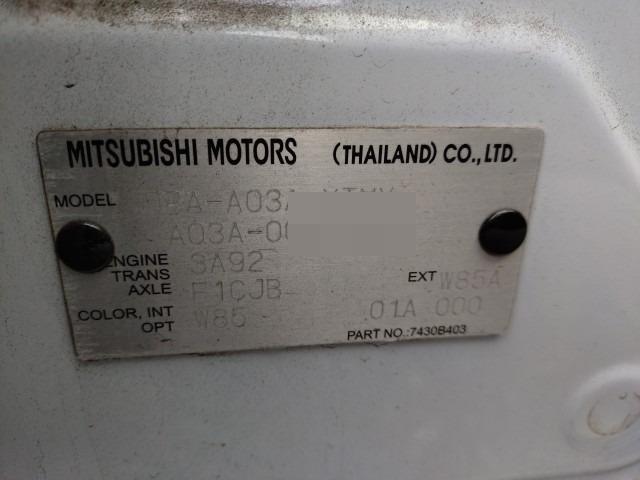 MITSUBISHI MOTORS (THAILAND) CO., LTD.
MODEL
A03A-0
ENGINE 3A92
TRANS
AXLE F1CJB EXT W85A
COLOR, INT W85 01A 000
OPT
PART NO.:7430B403